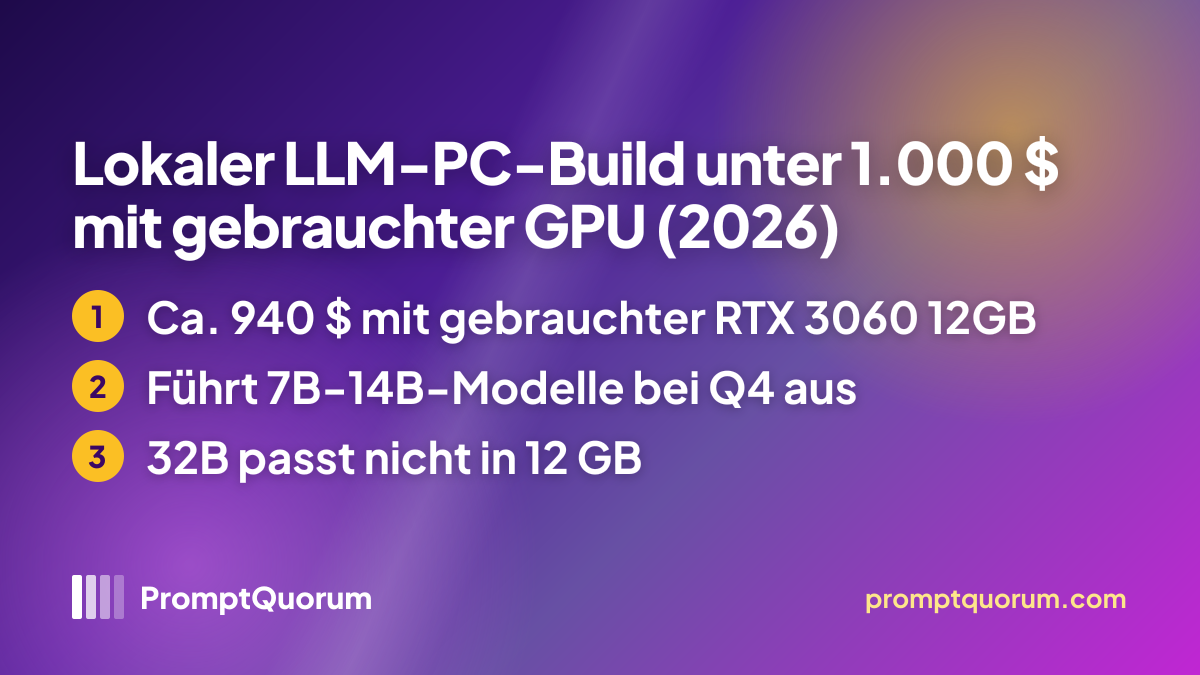 Lokaler LLM-PC-Build unter 1.000 $
mit gebrauchter GPU (2026)
1 Ca. 940 $ mit gebrauchter RTX 3060 12GB
2 Führt 7B-14B-Modelle bei Q4 aus
3 32B passt nicht in 12 GB
PromptQuorum
promptquorum.com